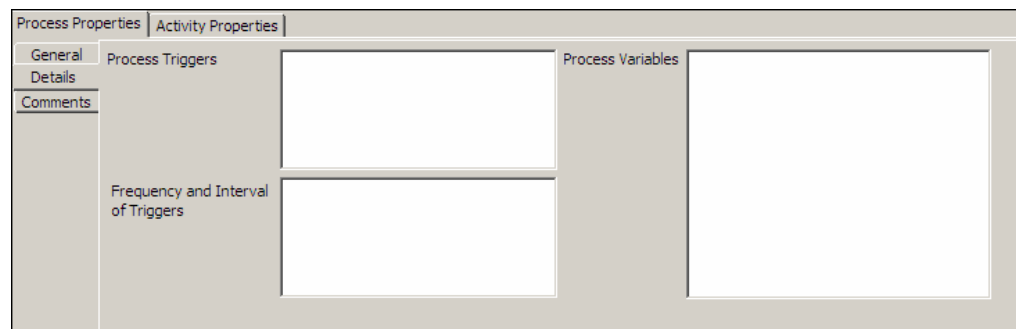 Process Properties
Activity Properties
General
Details
Comments
Process Triggers
Process Variables
Frequency and Interval
of Triggers